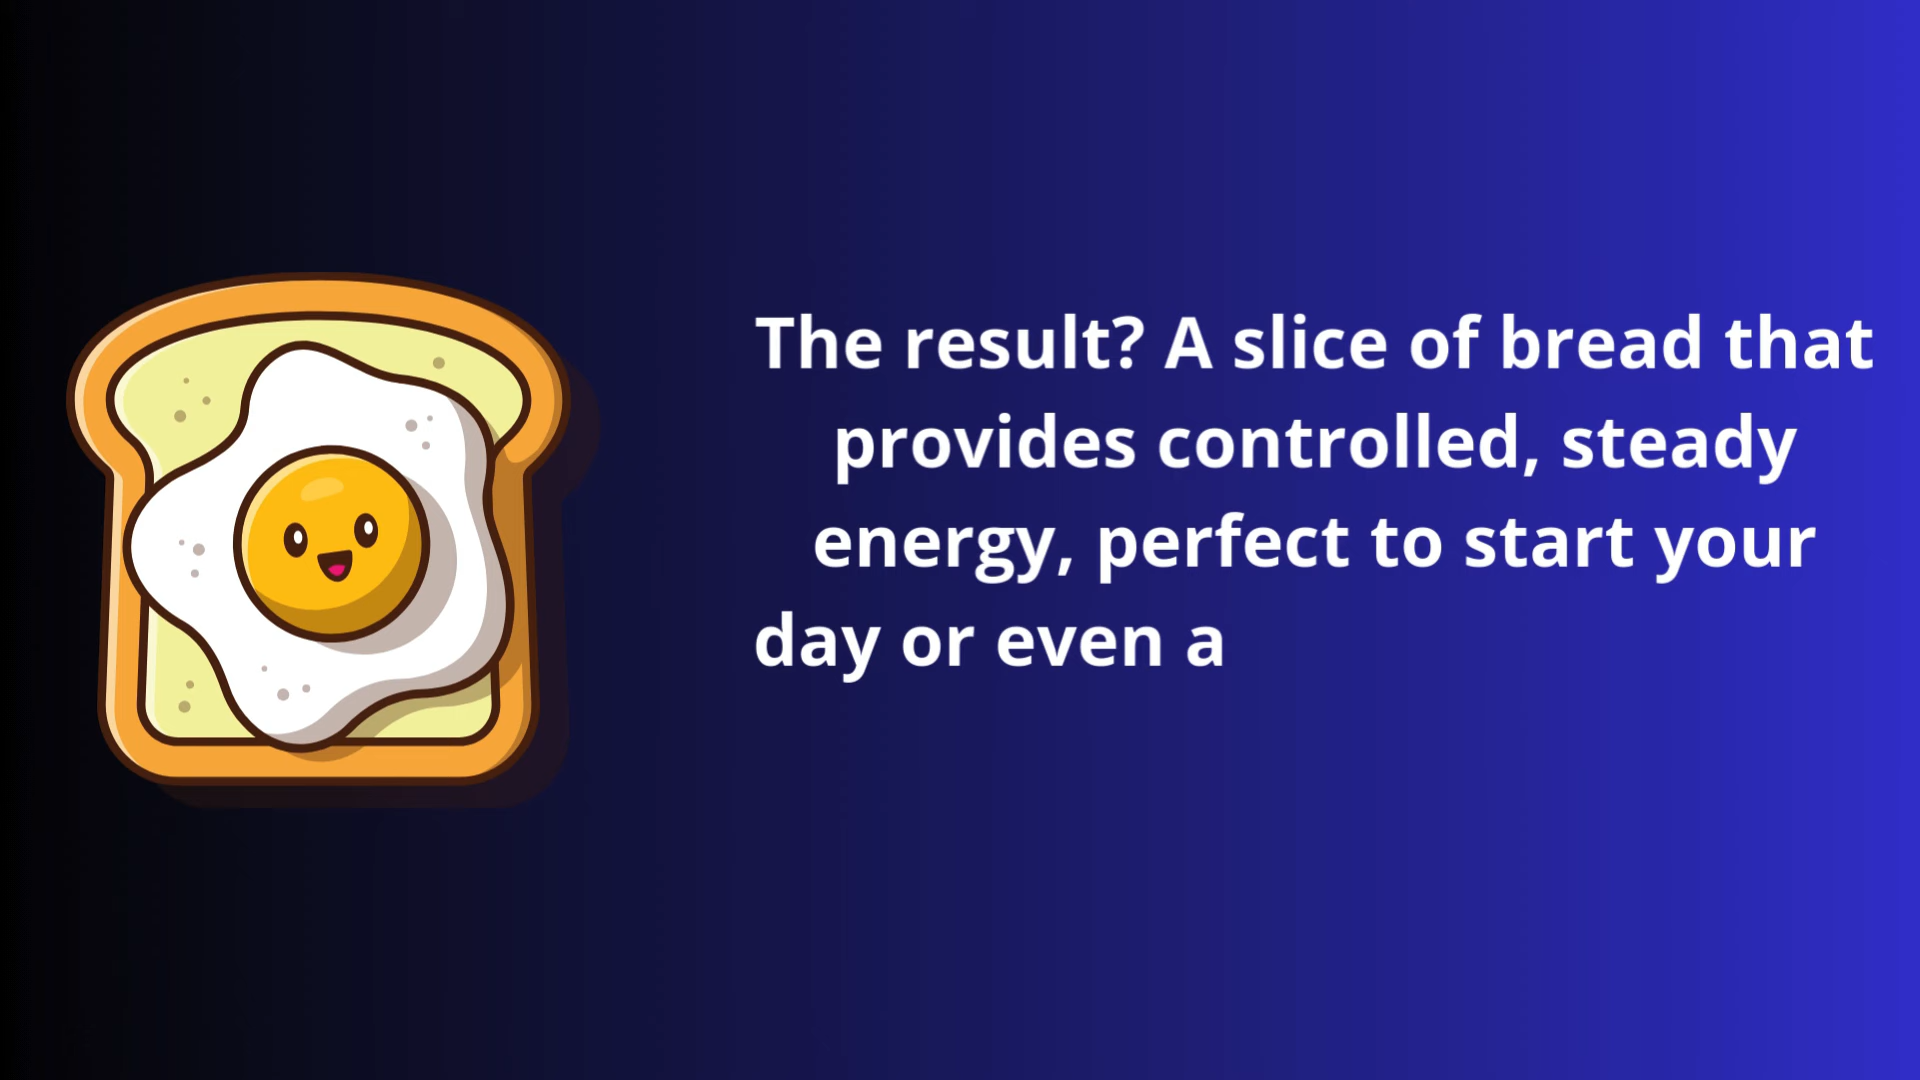 The result? A slice of bread that
provides controlled, steady
energy, perfect to start your
day or even a